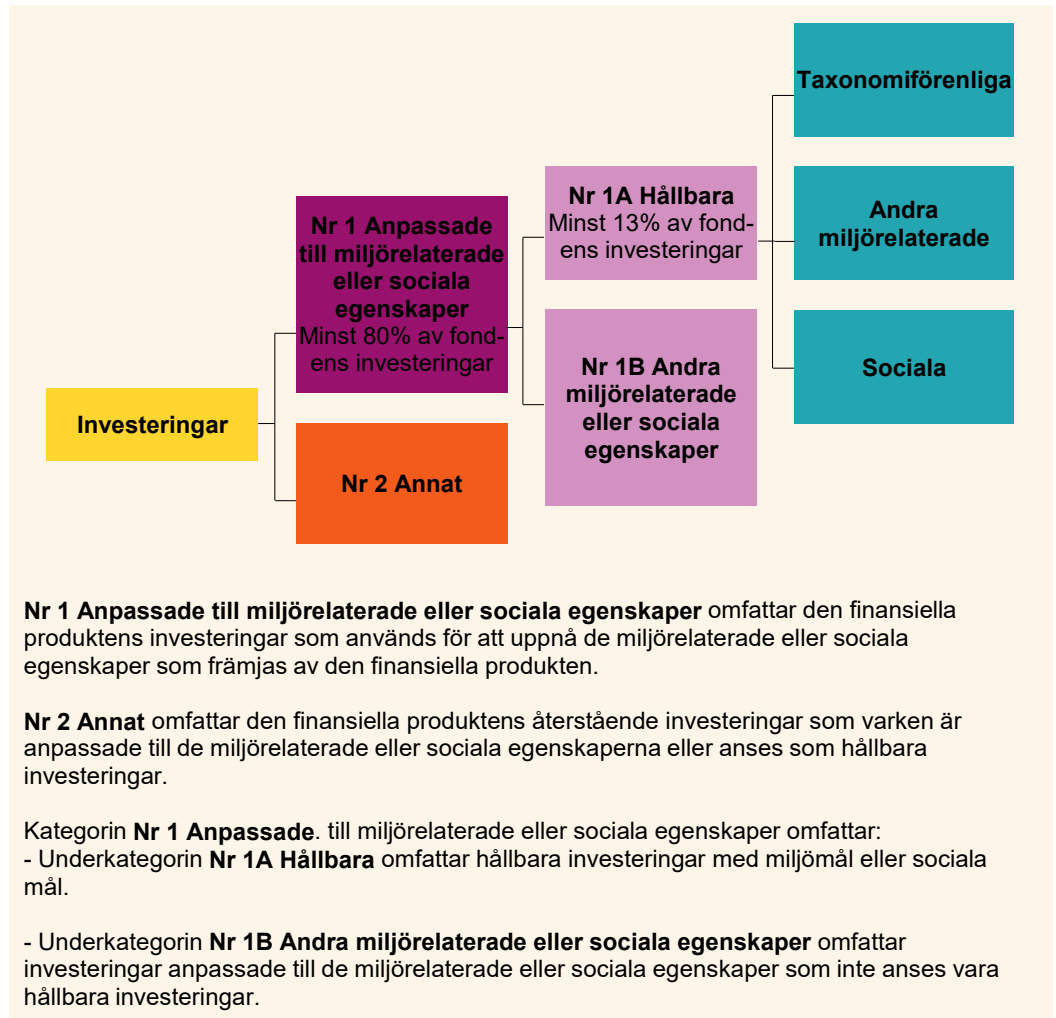 Investeringar
Nr 1 Anpassade
till miljörelaterade
eller sociala
egenskaper
Minst 80% av fond-
ens investeringar
Nr 2 Annat
Nr 1A Hållbara
Minst 13% av fond-
ens investeringar
Nr 1B Andra
miljörelaterade
eller sociala
egenskaper
Taxonomiförenliga
Andra
miljörelaterade
Sociala
Nr 1 Anpassade till miljörelaterade eller sociala egenskaper omfattar den finansiella
produktens investeringar som används för att uppnå de miljörelaterade eller sociala
egenskaper som främjas av den finansiella produkten.
Nr 2 Annat omfattar den finansiella produktens återstående investeringar som varken är
anpassade till de miljörelaterade eller sociala egenskaperna eller anses som hållbara
investeringar.
Kategorin Nr 1 Anpassade. till miljörelaterade eller sociala egenskaper omfattar:
- Underkategorin Nr 1A Hållbara omfattar hållbara investeringar med miljömål eller sociala
mål.
- Underkategorin Nr 1B Andra miljörelaterade eller sociala egenskaper omfattar
investeringar anpassade till de miljörelaterade eller sociala egenskaper som inte anses vara
hållbara investeringar.